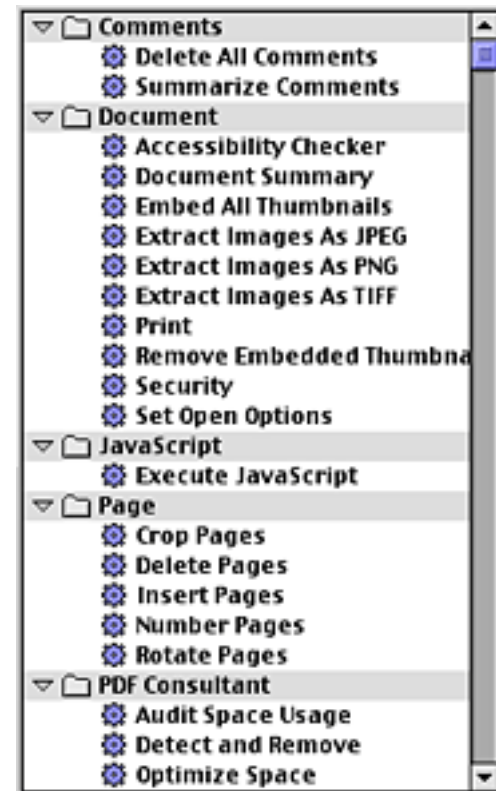 Comments
Delete All Comments
Summarize Comments
Document
Accessibility Checker
Document Summary
Embed All Thumbnails
Extract Images As JPEG
Extract Images As PNG
Extract Images As TIFF
Print
Remove Embedded Thumbna
Security
Set Open Options
JavaScript
Execute JavaScript
Page
Crop Pages
Delete Pages
Insert Pages
Number Pages
Rotate Pages
PDF Consultant
Audit Space Usage
Detect and Remove
Optimize Space